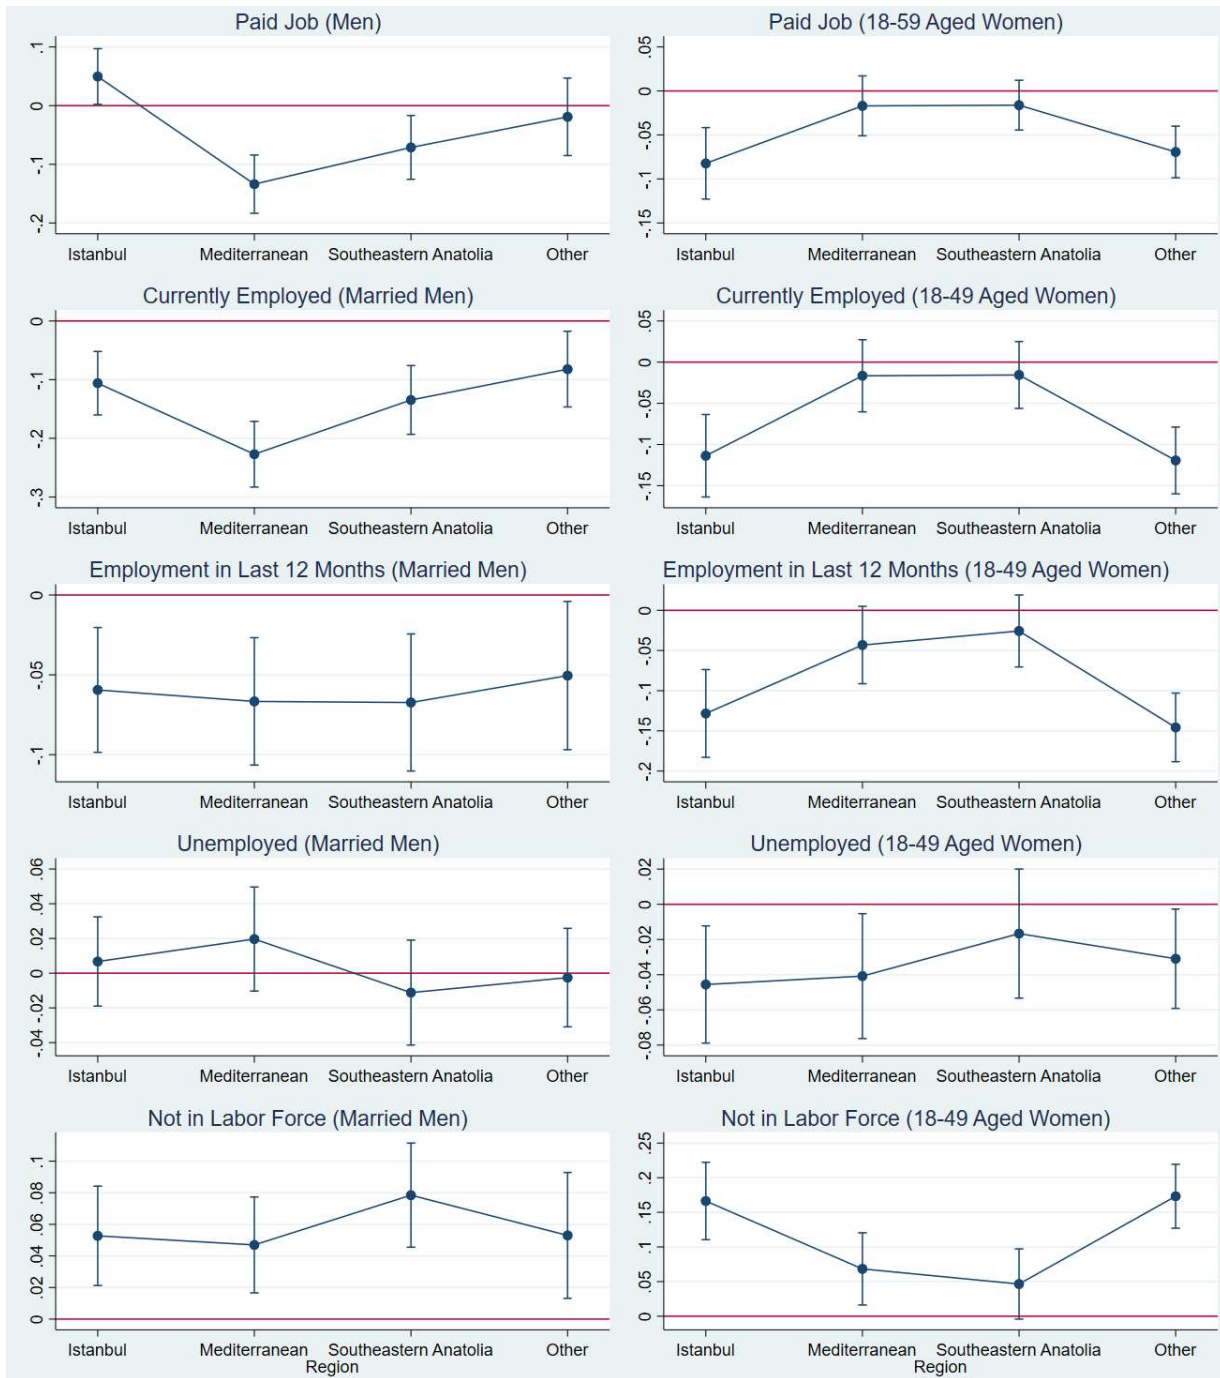 Paid Job (Men)
.1
0
-.1
-.2
Istanbul Mediterranean Southeastern Anatolia Other
Paid Job (18-59 Aged Women)
.05
0
-.05
-.1
-.15
Istanbul Mediterranean Southeastern Anatolia Other
Currently Employed (Married Men)
0
-.1
-.2
-.3
Istanbul Mediterranean Southeastern Anatolia Other
Currently Employed (18-49 Aged Women)
.05
0
-.05
-.1
-.15
Istanbul Mediterranean Southeastern Anatolia Other
Employment in Last 12 Months (Married Men)
0
-.05
-.1
Istanbul Mediterranean Southeastern Anatolia Other
Employment in Last 12 Months (18-49 Aged Women)
0
-.05
-.1
-.15
-.2
Istanbul Mediterranean Southeastern Anatolia Other
Unemployed (Married Men)
.06
.04
.02
0
-.02
-.04
Istanbul Mediterranean Southeastern Anatolia Other
Unemployed (18-49 Aged Women)
.02
0
-.02
-.04
-.06
-.08
Istanbul Mediterranean Southeastern Anatolia Other
Not in Labor Force (Married Men)
.1
.08
.06
.04
.02
0
Istanbul Mediterranean Southeastern Anatolia Other
Region
Not in Labor Force (18-49 Aged Women)
.25
.2
.15
.1
.05
0
Istanbul Mediterranean Southeastern Anatolia Other
Region